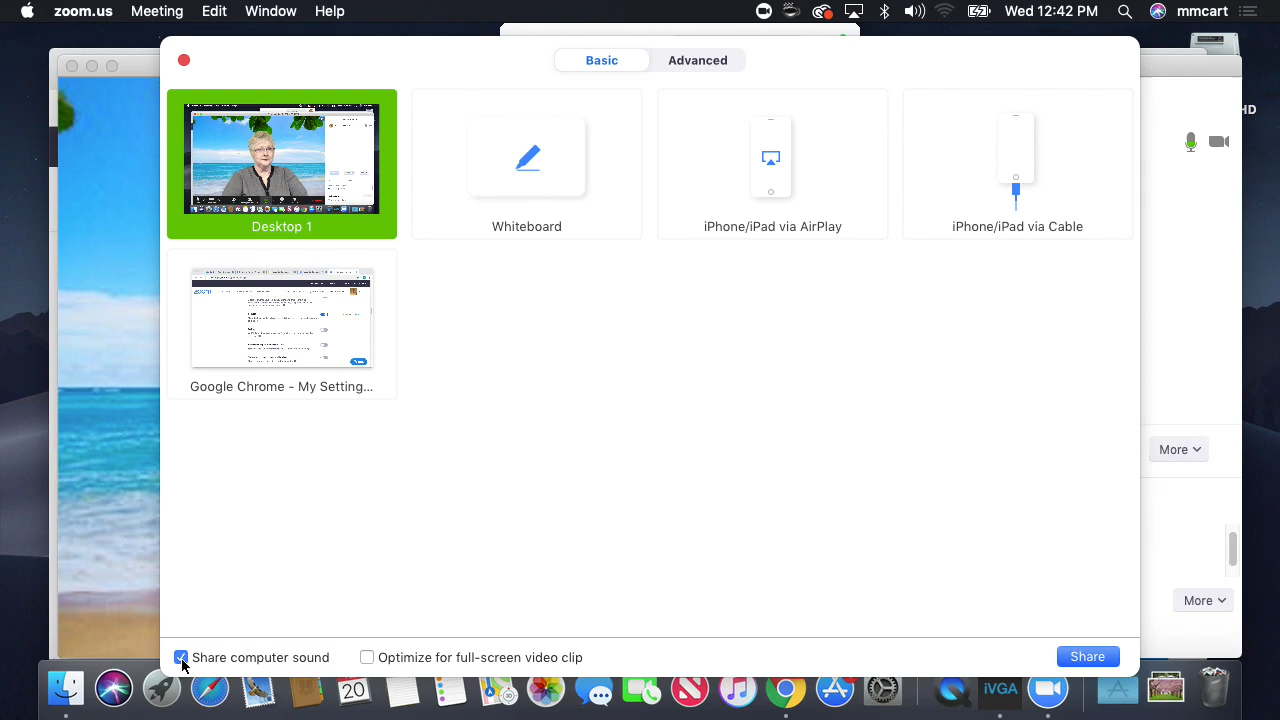 zoom.us Meeting Edit Window Help
Wed 12:42 PM mmcart
Basic Advanced
HD
Desktop 1
Whiteboard
iPhone/iPad via AirPlay
iPhone/iPad via Cable
zoom
Google Chrome - My Setting...
More
More
Share computer sound
Optimize for full-screen video clip
Share
20
iVGA